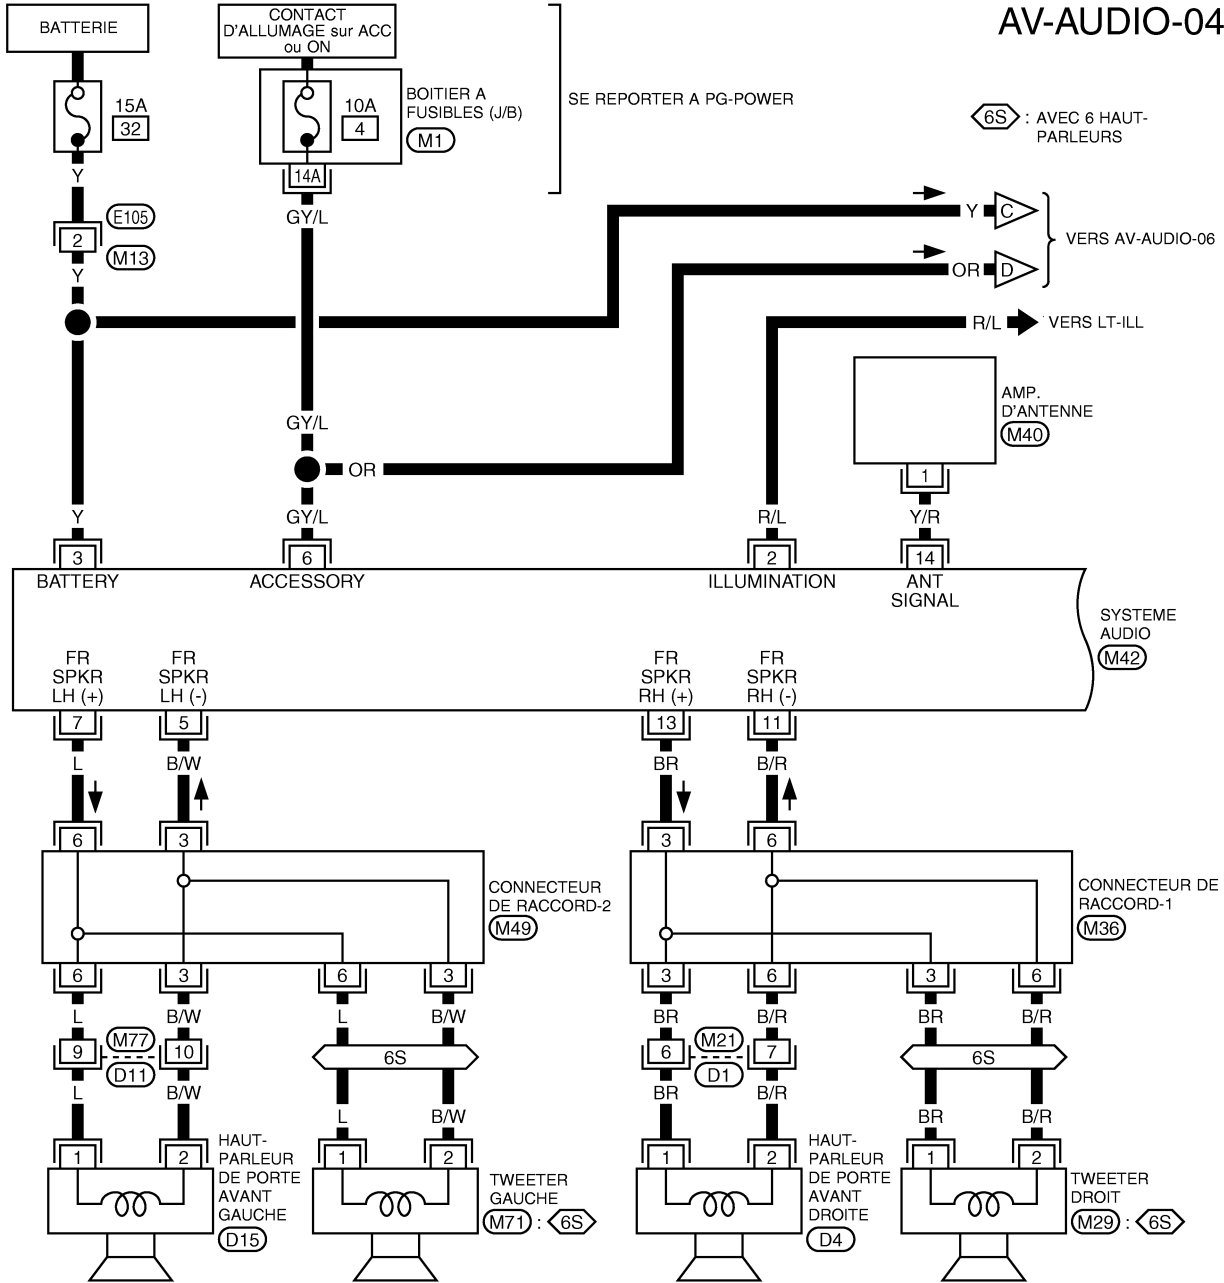 AV-AUDIO-04
BATTERIE
CONTACT
D'ALLUMAGE sur ACC
ou ON
15A
32
10A
4
BOITIER A
FUSIBLES (J/B)
M1
SE REPORTER A PG-POWER
6S : AVEC 6 HAUT-
PARLEURS
Y
14A
GY/L
E105
2
M13
Y
Y C
OR D
VERS AV-AUDIO-06
R/L VERS LT-ILL
AMP.
D'ANTENNE
M40
1
GY/L
OR
Y
GY/L
R/L
Y/R
3
6
2
14
BATTERY
ACCESSORY
ILLUMINATION
ANT
SIGNAL
SYSTEME
AUDIO
M42
FR
SPKR
LH (+)
FR
SPKR
LH (-)
FR
SPKR
RH (+)
FR
SPKR
RH (-)
7
5
13
11
L
B/W
BR
B/R
6
3
3
6
CONNECTEUR
DE RACCORD-2
M49
CONNECTEUR DE
RACCORD-1
M36
6
3
6
3
3
6
3
6
L
B/W
L
B/W
BR
B/R
BR
B/R
9
M77
D11
10
6S
6
M21
D1
7
6S
L
B/W
L
B/W
BR
B/R
BR
B/R
1
2
1
2
1
2
1
2
HAUT-
PARLEUR
DE PORTE
AVANT
GAUCHE
D15
TWEETER
GAUCHE
M71 : 6S
HAUT-
PARLEUR
DE PORTE
AVANT
DROITE
D4
TWEETER
DROIT
M29 : 6S